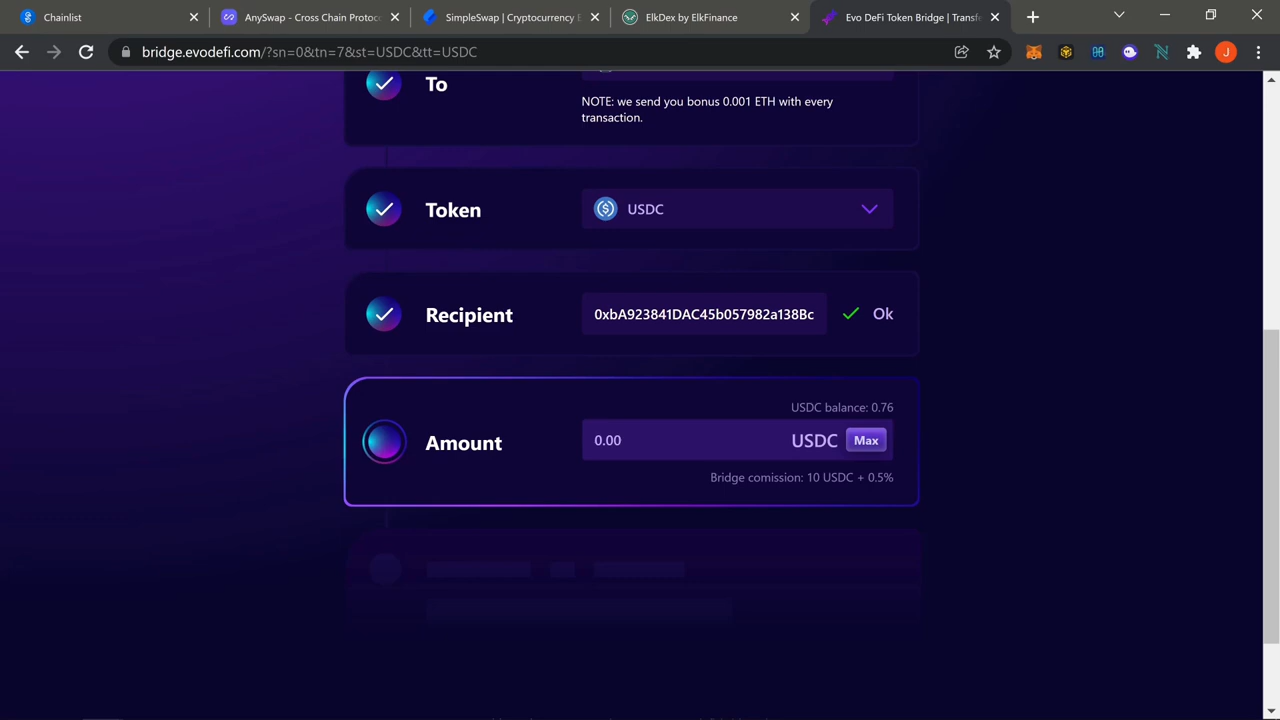 Chainlist
AnySwap - Cross Chain Protoc
SimpleSwap | Cryptocurrency E
ElkDex by ElkFinance
Evo DeFi Token Bridge | Transf
bridge.evodefi.com/?sn=0&tn=7&st=USDC&tt=USDC
J
To
NOTE: we send you bonus 0.001 ETH with every
transaction.
Token
USDC
Recipient
0xbA923841DAC45b057982a138Bc
Ok
USDC balance: 0.76
Amount
0.00
USDC
Max
Bridge comission: 10 USDC + 0.5%